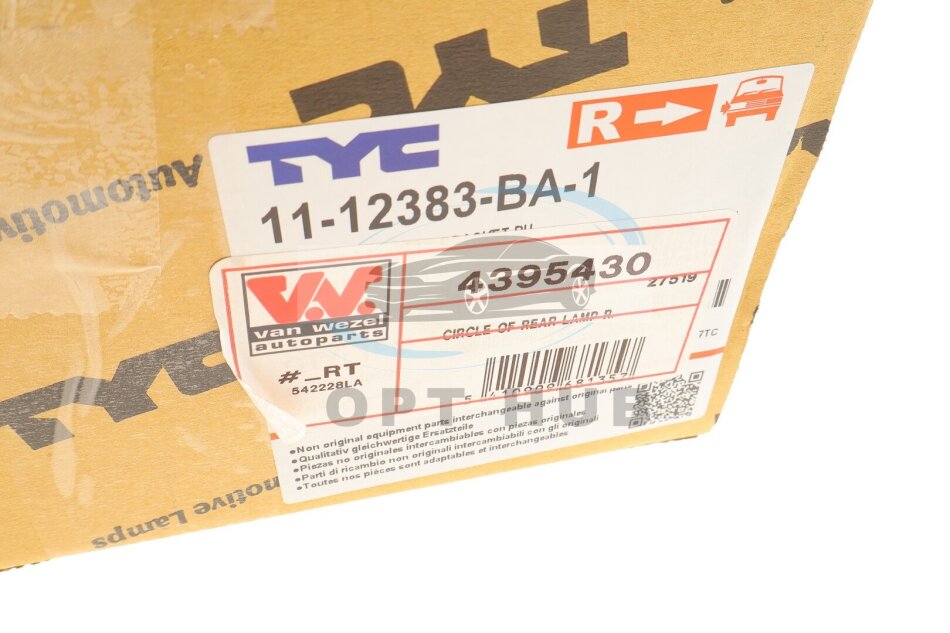 TYC
Automotive
TYC
R
11-12383-BA-1
VW
van wezel
autoparts
4395430
27519
CIRCLE OF REAR LAMP R.
7TC
#_RT
542228LA
OPT HUB
•Non original equipment parts interchangeable against original
•Qualitativ gleichwertige Ersatzteile
•Piezas no originales intercambiables con piezas originales
•Parti di ricambio non originali intercambiabili con gli originali
•Toutes nos pièces sont adaptables et interchangeables
omotive Lamps